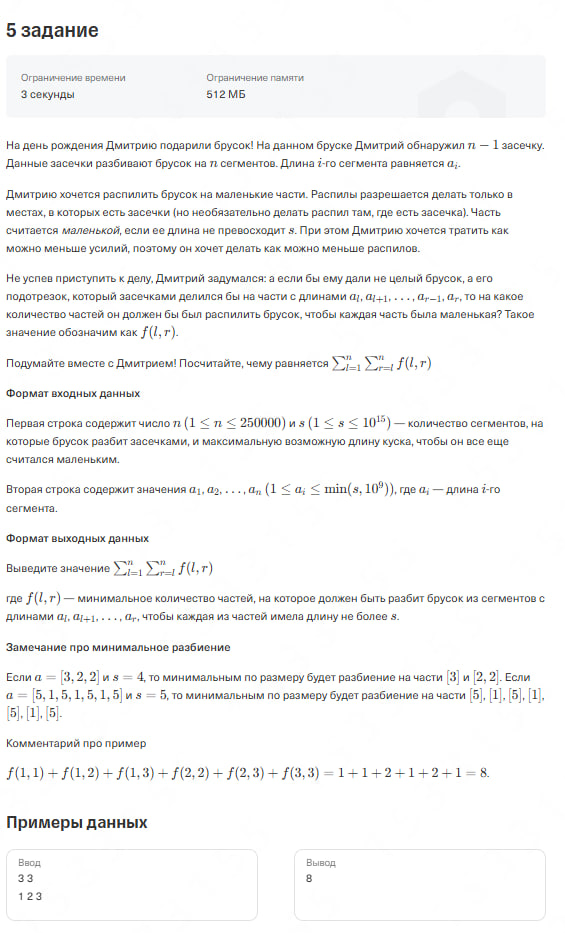 5 задание
Ограничение времени
3 секунды
Ограничение памяти
512 МБ
На день рождения Дмитрию подарили брусок! На данном бруске Дмитрий обнаружил n − 1 засечку.
Данные засечки разбивают брусок на n сегментов. Длина i-го сегмента равняется a_i.
Дмитрию хочется распилить брусок на маленькие части. Распилы разрешается делать только в
местах, в которых есть засечки (но необязательно делать распил там, где есть засечка). Часть
считается маленькой, если ее длина не превосходит s. При этом Дмитрию хочется тратить как
можно меньше усилий, поэтому он хочет делать как можно меньше распилов.
Не успев приступить к делу, Дмитрий задумался: а если бы ему дали не целый брусок, а его
подотрезок, который засечками делился бы на части с длинами a_l, a_{l+1}, . . . , a_{r−1}, a_r, то на какое
количество частей он должен бы был распилить брусок, чтобы каждая часть была маленькая? Такое
значение обозначим как f(l, r).
Подумайте вместе с Дмитрием! Посчитайте, чему равняется ∑_{l=1}^{n} ∑_{r=l}^{n} f(l, r)
Формат входных данных
Первая строка содержит число n (1 ≤ n ≤ 250000) и s (1 ≤ s ≤ 10^{15}) — количество сегментов, на
которые брусок разбит засечками, и максимальную возможную длину куска, чтобы он все еще
считался маленьким.
Вторая строка содержит значения a_1, a_2, . . . , a_n (1 ≤ a_i ≤ min(s, 10^9)), где a_i — длина i-го
сегмента.
Формат выходных данных
Выведите значение ∑_{l=1}^{n} ∑_{r=l}^{n} f(l, r)
где f(l, r) — минимальное количество частей, на которое должен быть разбит брусок из сегментов с
длинами a_l, a_{l+1}, . . . , a_r, чтобы каждая из частей имела длину не более s.
Замечание про минимальное разбиение
Если a = [3, 2, 2] и s = 4, то минимальным по размеру будет разбиение на части [3] и [2, 2]. Если
a = [5, 1, 5, 1, 5, 1, 5] и s = 5, то минимальным по размеру будет разбиение на части [5], [1], [5], [1],
[5], [1], [5].
Комментарий про пример
f(1, 1) + f(1, 2) + f(1, 3) + f(2, 2) + f(2, 3) + f(3, 3) = 1 + 1 + 2 + 1 + 2 + 1 = 8.
Примеры данных
Ввод
3 3
1 2 3
Вывод
8